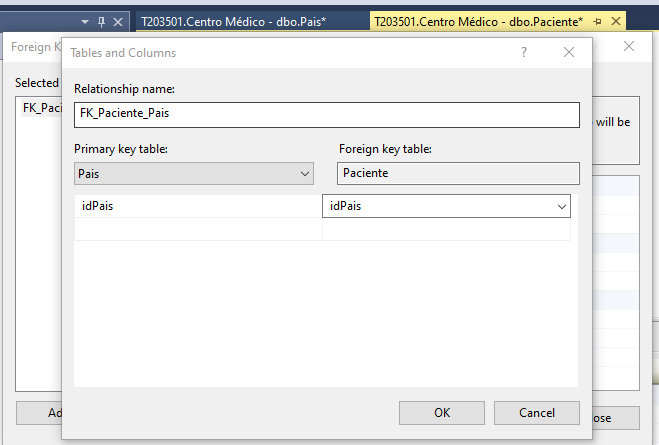 T203501.Centro Médico - dbo.Pais*
T203501.Centro Médico - dbo.Paciente*
Foreign K
Tables and Columns
?
Selected
Relationship name:
FK_Paci
FK_Paciente_Pais
will be
Primary key table:
Foreign key table:
Pais
Paciente
idPais
idPais
Ad
OK
Cancel
ose